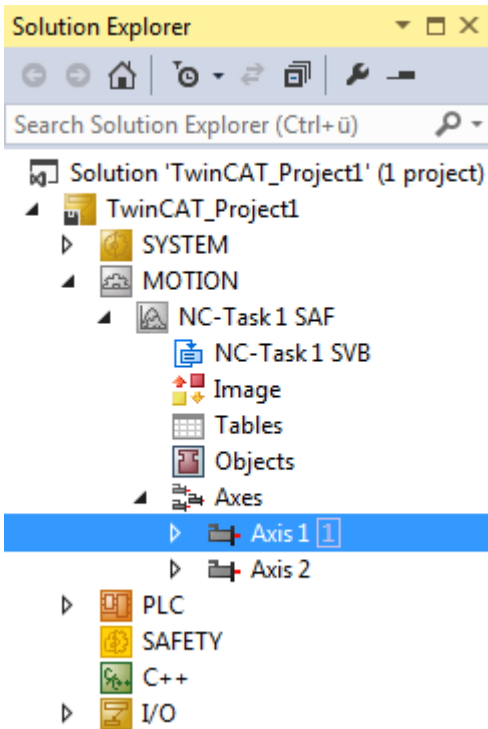 Solution Explorer
Search Solution Explorer (Ctrl+ü)
Solution 'TwinCAT_Project1' (1 project)
TwinCAT_Project1
SYSTEM
MOTION
NC-Task 1 SAF
NC-Task 1 SVB
Image
Tables
Objects
Axes
Axis 1 1
Axis 2
PLC
SAFETY
C++
I/O